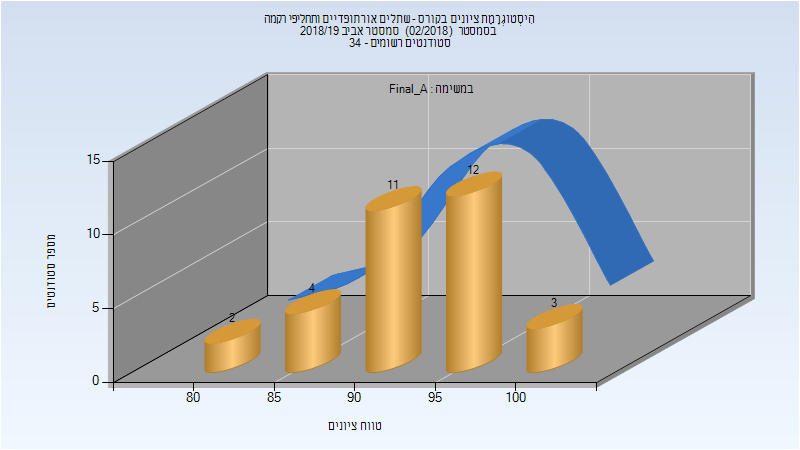 היסטוגרמת ציונים בקורס - שתלים אורתופדיים ותחליפי רקמה
בסמסטר (02/2018) סמסטר אביב 2018/19
סטודנטים רשומים - 34
במשימה : Final_A
מספר סטודנטים
15
10
5
0
2
4
11
12
3
80
85
90
95
100
טווח ציונים